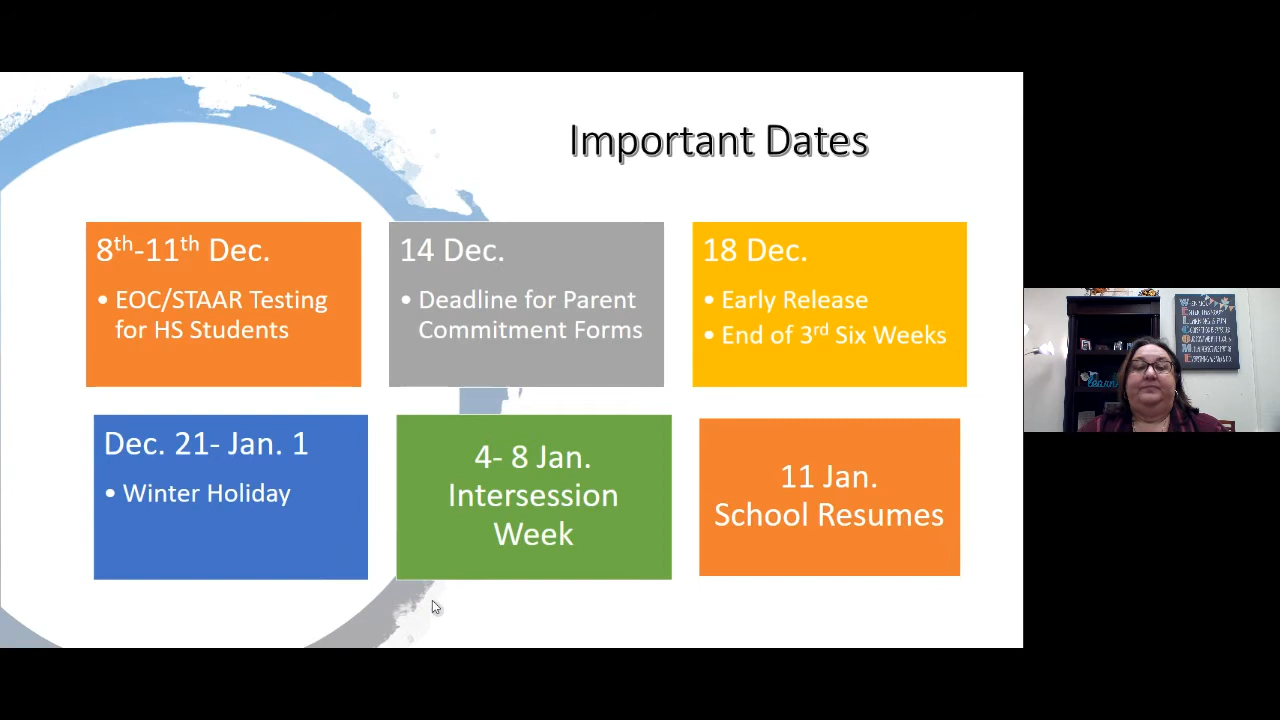 Important Dates
8th-11th Dec.
• EOC/STAAR Testing
for HS Students
14 Dec.
• Deadline for Parent
Commitment Forms
18 Dec.
• Early Release
• End of 3rd Six Weeks
Dec. 21- Jan. 1
• Winter Holiday
4- 8 Jan.
Intersession
Week
11 Jan.
School Resumes
learn